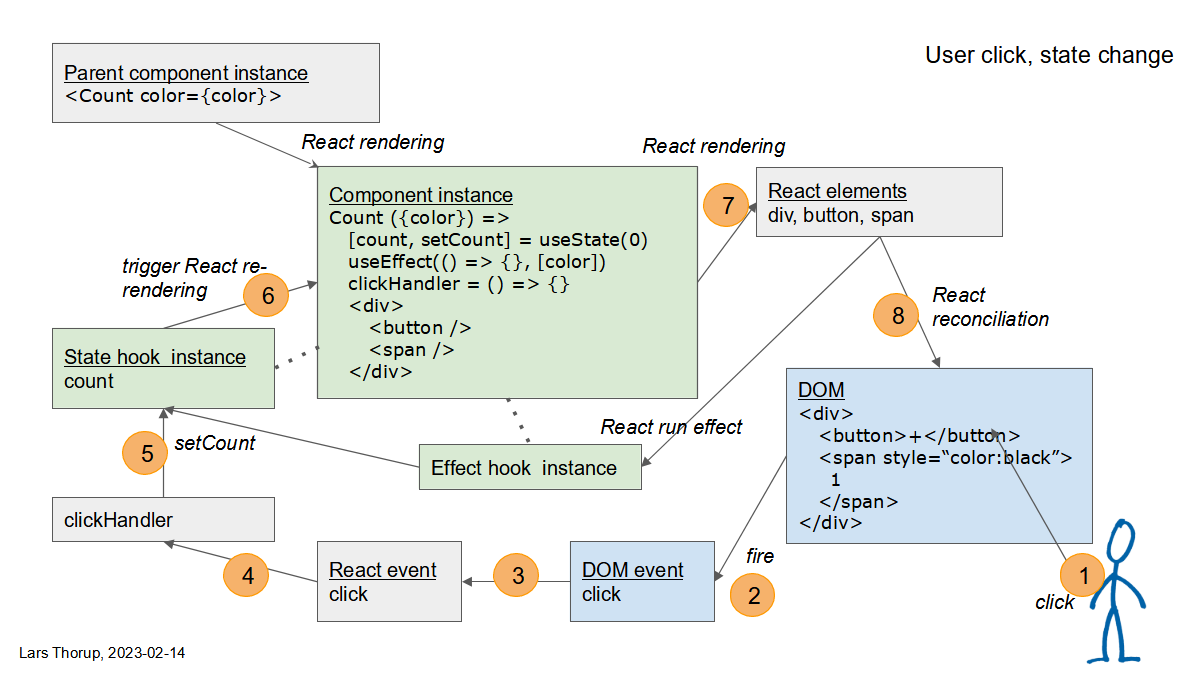 User click, state change
Parent component instance
<Count color={color}>
React rendering
React rendering
Component instance
Count ({color}) =>
[count, setCount] = useState(0)
useEffect(() => {}, [color])
clickHandler = () => {}
<div>
<button />
<span />
</div>
7
React elements
div, button, span
trigger React re-
rendering
6
8
React
reconciliation
State hook  instance
count
DOM
<div>
<button>+</button>
<span style=“color:black”>
1
</span>
</div>
5
setCount
React run effect
Effect hook  instance
clickHandler
4
React event
click
3
DOM event
click
fire
2
1
click
Lars Thorup, 2023-02-14